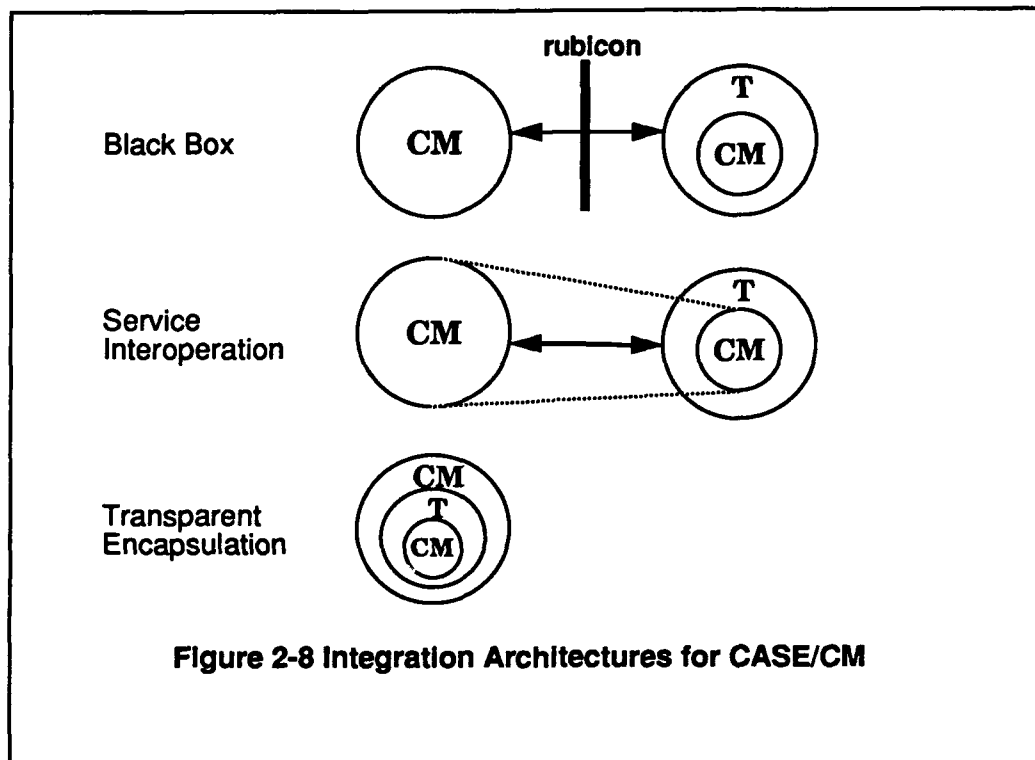 rubicon
Black Box
CM
T
CM
Service
Interoperation
CM
T
CM
Transparent
Encapsulation
CM
T
CM
Figure 2-8 Integration Architectures for CASE/CM